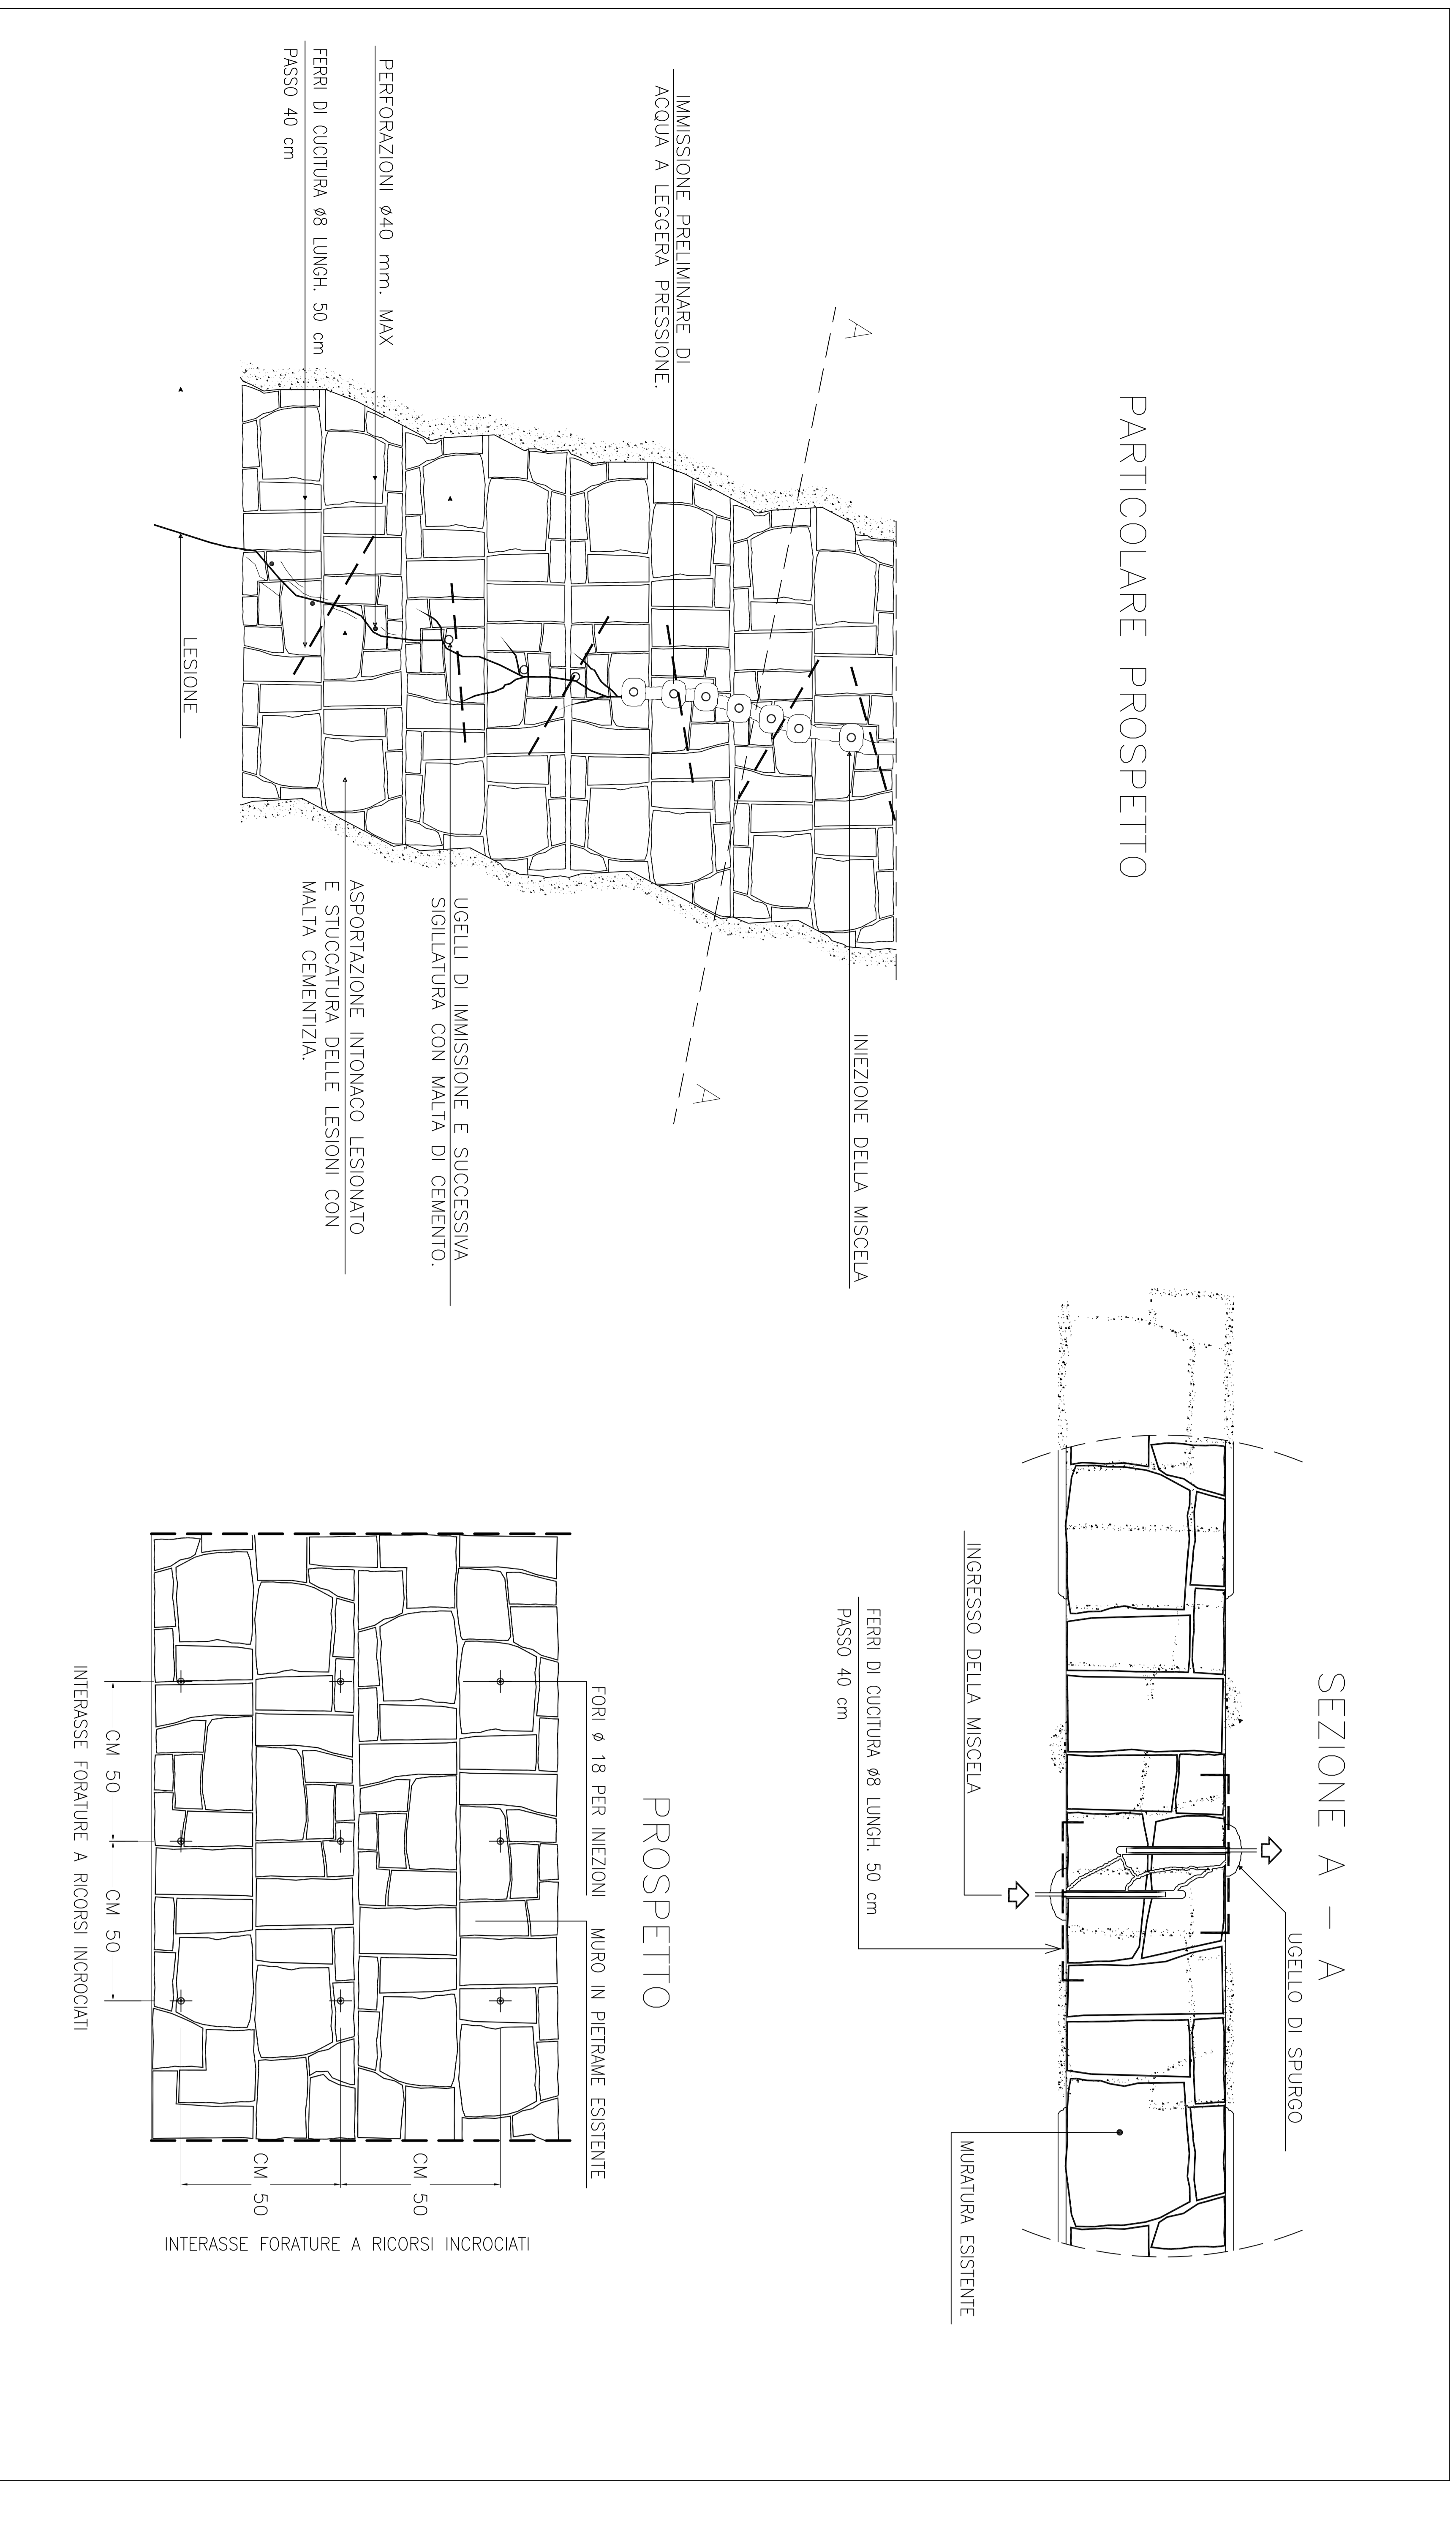 PARTICOLARE PROSPETTO
IMMISSIONE PRELIMINARE DI
ACQUA A LEGGERA PRESSIONE.
PERFORAZIONI Ø40 mm. MAX
FERRI DI CUCITURA Ø8 LUNGH. 50 cm
PASSO 40 cm
A
A
INIEZIONE DELLA MISCELA
UGELLI DI IMMISSIONE E SUCCESSIVA
SIGILLATURA CON MALTA DI CEMENTO.
ASPORTAZIONE INTONACO LESIONATO
E STUCCATURA DELLE LESIONI CON
MALTA CEMENTIZIA.
LESIONE
SEZIONE A - A
UGELLO DI SPURGO
INGRESSO DELLA MISCELA
MURATURA ESISTENTE
FERRI DI CUCITURA Ø8 LUNGH. 50 cm
PASSO 40 cm
PROSPETTO
FORI Ø 18 PER INIEZIONI
MURO IN PIETRAME ESISTENTE
CM 50
CM 50
INTERASSE FORATURE A RICORSI INCROCIATI
CM 50
CM 50
INTERASSE FORATURE A RICORSI INCROCIATI